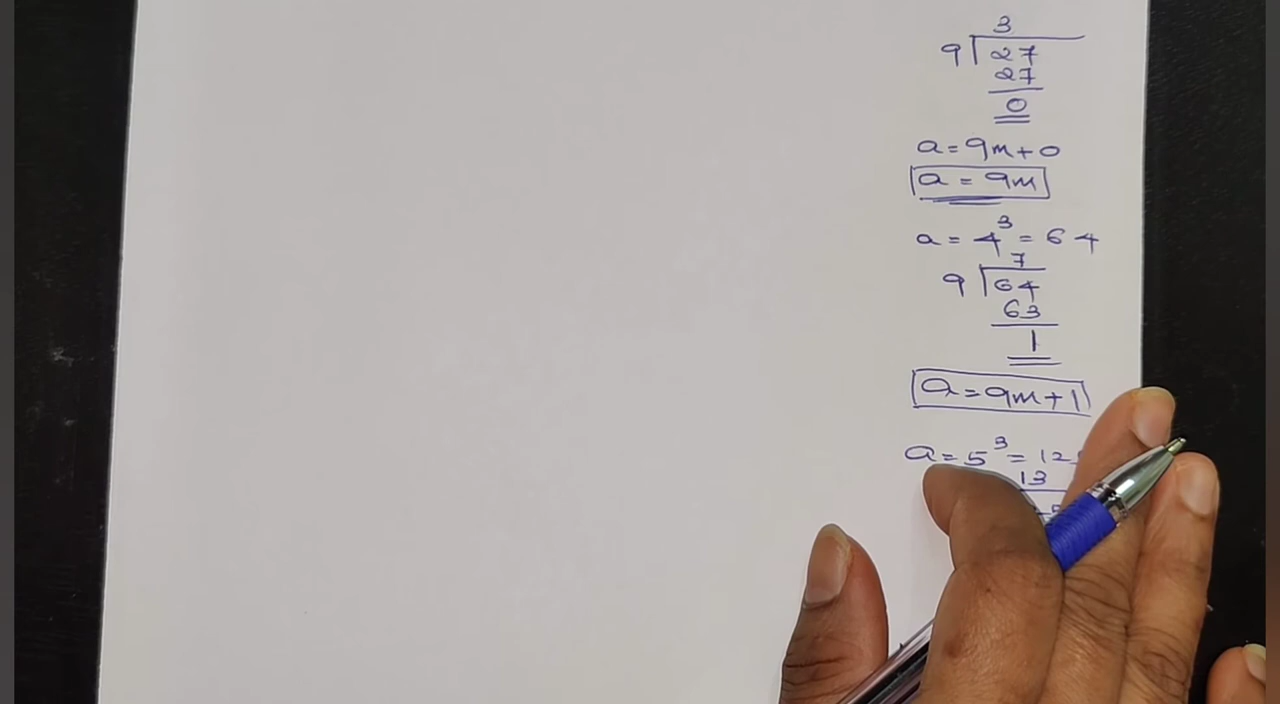 3
9 27
27
0
a = 9m + 0
a = 9m
a = 4³ = 64
7
9 64
63
1
a = 9m + 1
a = 5³ = 12
13